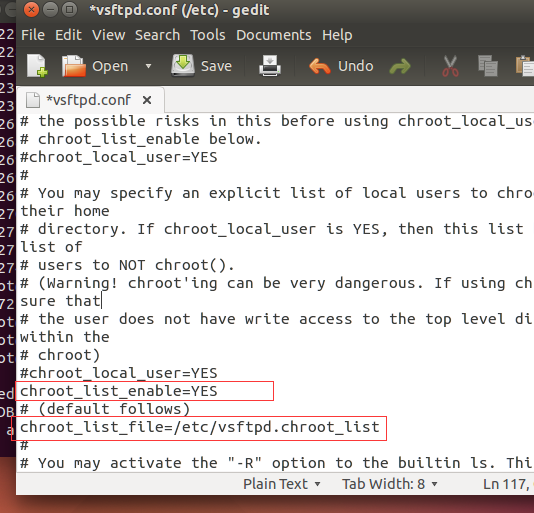 *vsftpd.conf (/etc) - gedit
File Edit View Search Tools Documents Help
Open Save Undo
*vsftpd.conf
# the possible risks in this before using
# chroot_list_enable below.
#chroot_local_user=YES
#
# You may specify an explicit list of local users to
their home
# directory. If chroot_local_user is YES, then this list
list of
# users to NOT chroot().
# (Warning! chroot'ing can be very dangerous. If using
sure that
# the user does not have write access to the top level
within the
# chroot)
#chroot_local_user=YES
chroot_list_enable=YES
# (default follows)
chroot_list_file=/etc/vsftpd.chroot_list
#
# You may activate the "-R" option to the builtin ls.
Plain Text Tab Width: 8 Ln 117,